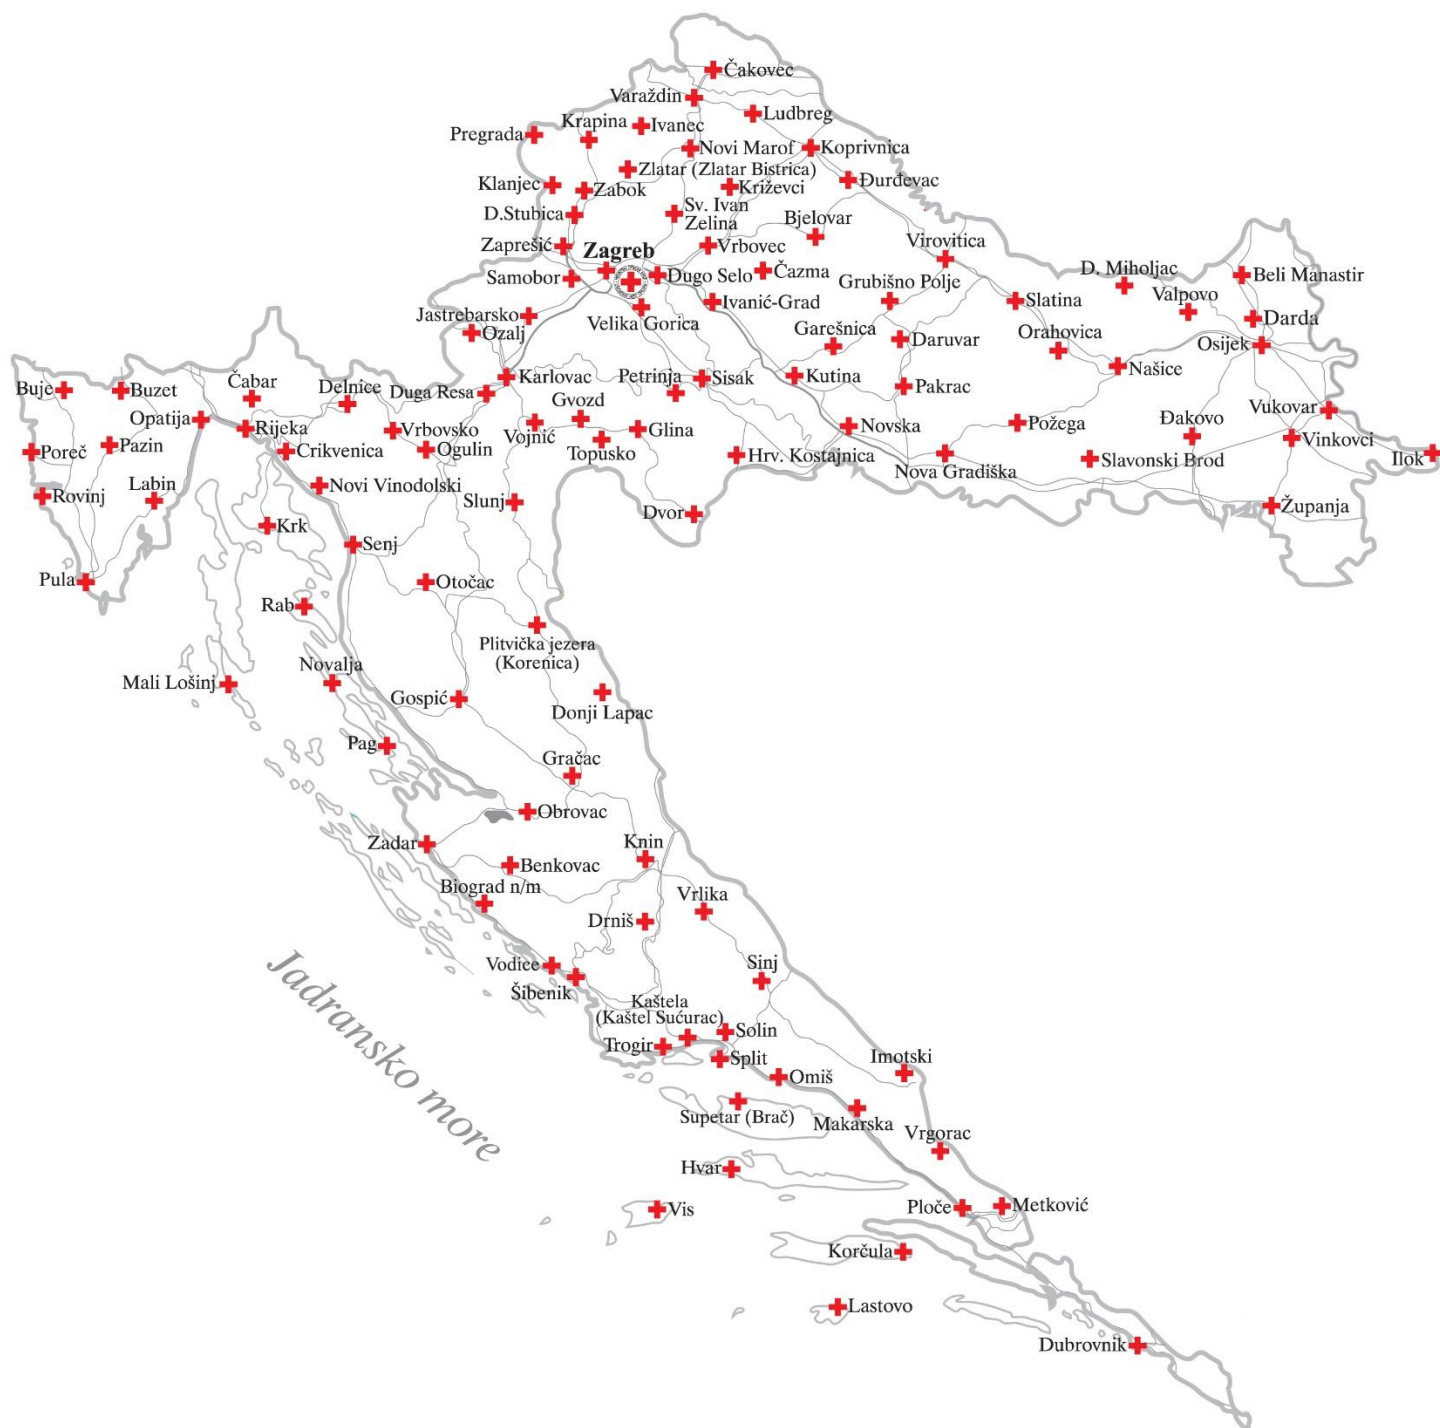 Čakovec
Varaždin
Ludbreg
Krapina
Ivanec
Pregrada
Novi Marof
Koprivnica
Zlatar (Zlatar Bistrica)
Klanjec
Zabok
Križevci
Đurđevac
D.Stubica
Sv. Ivan
Zelina
Bjelovar
Zaprešić
Zagreb
Vrbovec
Virovitica
Samobor
Dugo Selo
Čazma
D. Miholjac
Beli Manastir
Grubišno Polje
Ivanić-Grad
Slatina
Valpovo
Jastrebarsko
Velika Gorica
Darda
Ozalj
Garešnica
Daruvar
Orahovica
Osijek
Našice
Buje
Buzet
Čabar
Delnice
Duga Resa
Karlovac
Petrinja
Sisak
Kutina
Pakrac
Gvozd
Opatija
Rijeka
Vrbovsko
Vojnić
Glina
Novska
Požega
Đakovo
Vukovar
Poreč
Pazin
Crikvenica
Ogulin
Topusko
Hrv. Kostajnica
Nova Gradiška
Slavonski Brod
Vinkovci
Ilok
Rovinj
Labin
Novi Vinodolski
Slunj
Dvor
Županja
Krk
Senj
Pula
Otočac
Rab
Plitvička jezera
(Korenica)
Mali Lošinj
Novalja
Gospić
Donji Lapac
Pag
Gračac
Obrovac
Zadar
Knin
Benkovac
Biograd n/m
Vrlika
Drniš
Vodice
Sinj
Šibenik
Kaštela
(Kaštel Sućurac)
Solin
Trogir
Split
Imotski
Omiš
Supetar (Brač)
Makarska
Vrgorac
Hvar
Vis
Ploče
Metković
Korčula
Lastovo
Dubrovnik
Jadransko more